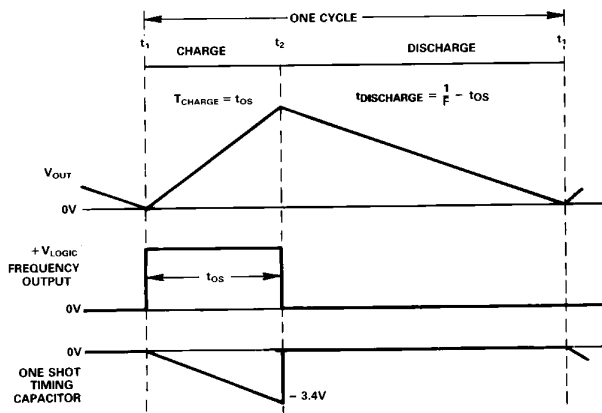 ONE CYCLE
t1 t2 t1
CHARGE DISCHARGE
TCHARGE = tOS tDISCHARGE = 1/F - tOS
VOUT
0V
+ VLOGIC
FREQUENCY
OUTPUT
tOS
0V
0V
ONE SHOT
TIMING
CAPACITOR
- 3.4V